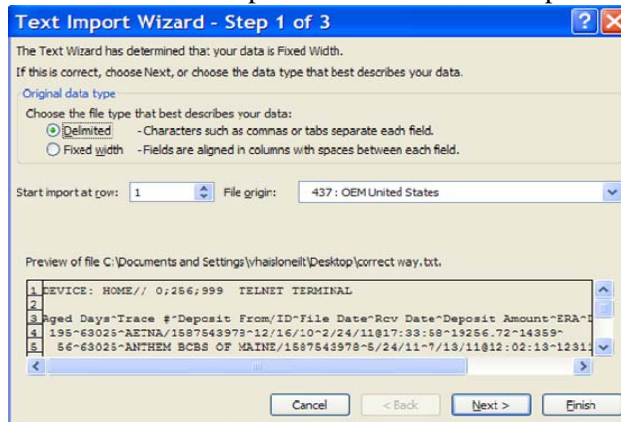 Text Import Wizard - Step 1 of 3
The Text Wizard has determined that your data is Fixed Width.
If this is correct, choose Next, or choose the data type that best describes your data.
Original data type
Choose the file type that best describes your data:
Delimited - Characters such as commas or tabs separate each field.
Fixed width - Fields are aligned in columns with spaces between each field.
Start import at row: 1 File origin: 437 : OEM United States
Preview of file C:\Documents and Settings\vhaisloneilt\Desktop\correct way.txt.
1 DEVICE: HOME// 0;256;999 TELNET TERMINAL
2
3 Aged Days^Trace #^Deposit From/ID^File Date^Rcv Date^Deposit Amount^ERA^D
4 195^63025^AETNA/1587543978^12/16/10^2/24/11@17:33:58^19256.72^14359^
5 56^63025^ANTHEM BCBS OF MAINE/1587543978^5/24/11^7/13/11@12:02:13^12311
Cancel < Back Next > Finish